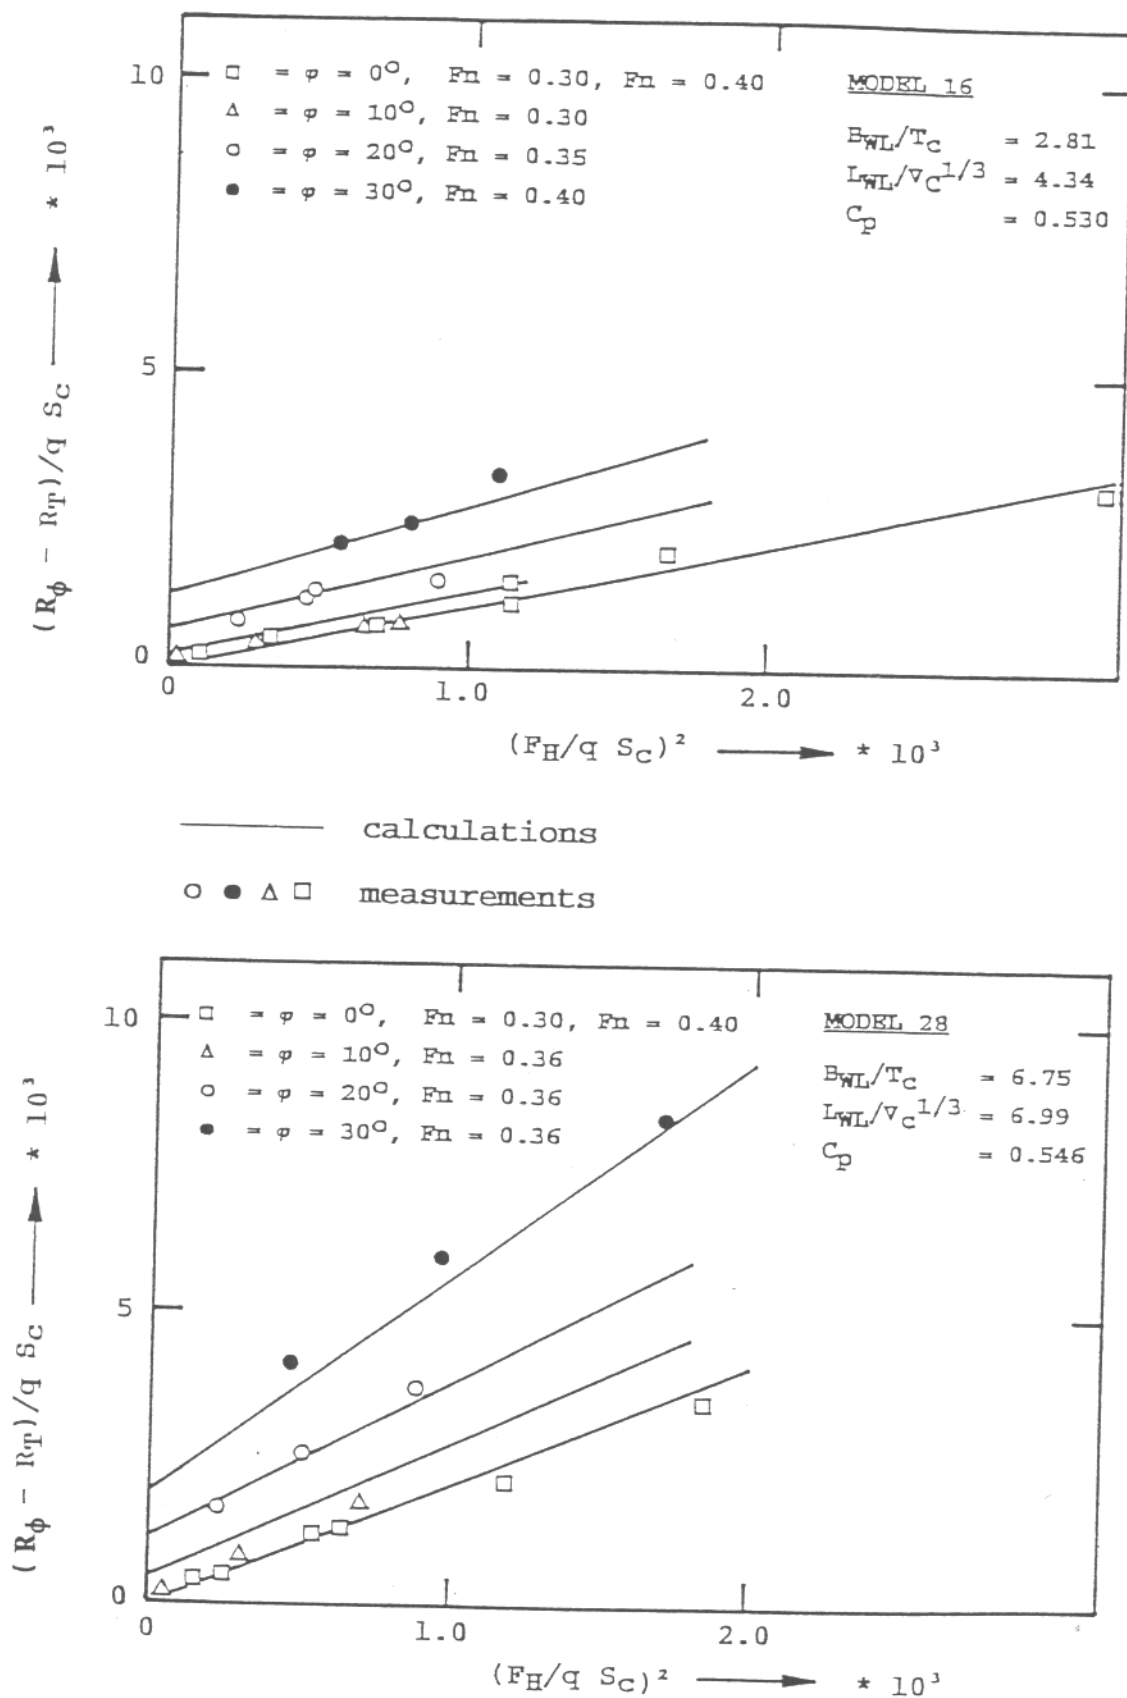 10
□ = φ = 0°, Fn = 0.30, Fn = 0.40
△ = φ = 10°, Fn = 0.30
○ = φ = 20°, Fn = 0.35
● = φ = 30°, Fn = 0.40
MODEL 16
B_WL/T_C = 2.81
L_WL/∇_C^1/3 = 4.34
C_p = 0.530
(R_ϕ - R_T)/q S_C ⟶ * 10³
5
0
0 1.0 2.0
(F_H/q S_C)² ⟶ * 10³
calculations
○ ● △ □ measurements
10
□ = φ = 0°, Fn = 0.30, Fn = 0.40
△ = φ = 10°, Fn = 0.36
○ = φ = 20°, Fn = 0.36
● = φ = 30°, Fn = 0.36
MODEL 28
B_WL/T_C = 6.75
L_WL/∇_C^1/3 = 6.99
C_p = 0.546
(R_ϕ - R_T)/q S_C ⟶ * 10³
5
0
0 1.0 2.0
(F_H/q S_C)² ⟶ * 10³